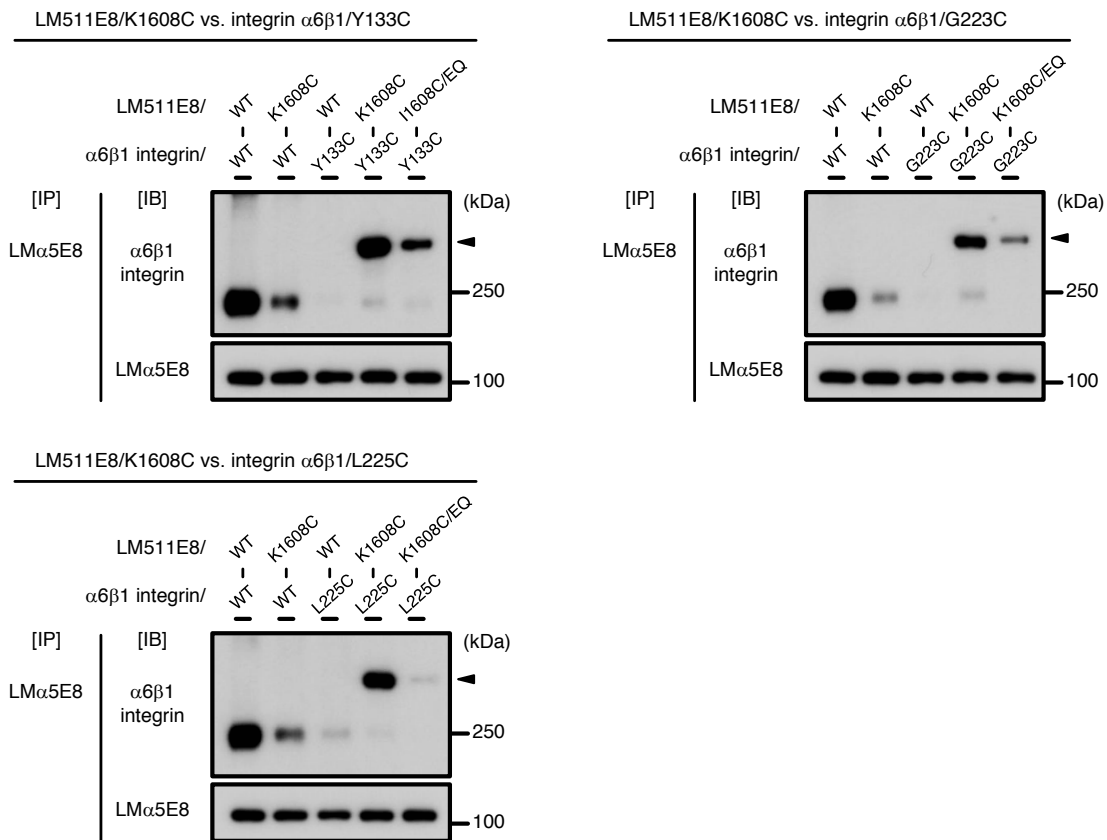 LM511E8/K1608C vs. integrin α6β1/Y133C
LM511E8/ WT K1608C WT K1608C I1608C/EQ
α6β1 integrin/ WT WT Y133C Y133C Y133C
[IP] [IB] (kDa)
LMα5E8 α6β1 integrin 250
LMα5E8 100
LM511E8/K1608C vs. integrin α6β1/G223C
LM511E8/ WT K1608C WT K1608C K1608C/EQ
α6β1 integrin/ WT WT G223C G223C G223C
[IP] [IB] (kDa)
LMα5E8 α6β1 integrin 250
LMα5E8 100
LM511E8/K1608C vs. integrin α6β1/L225C
LM511E8/ WT K1608C WT K1608C K1608C/EQ
α6β1 integrin/ WT WT L225C L225C L225C
[IP] [IB] (kDa)
LMα5E8 α6β1 integrin 250
LMα5E8 100